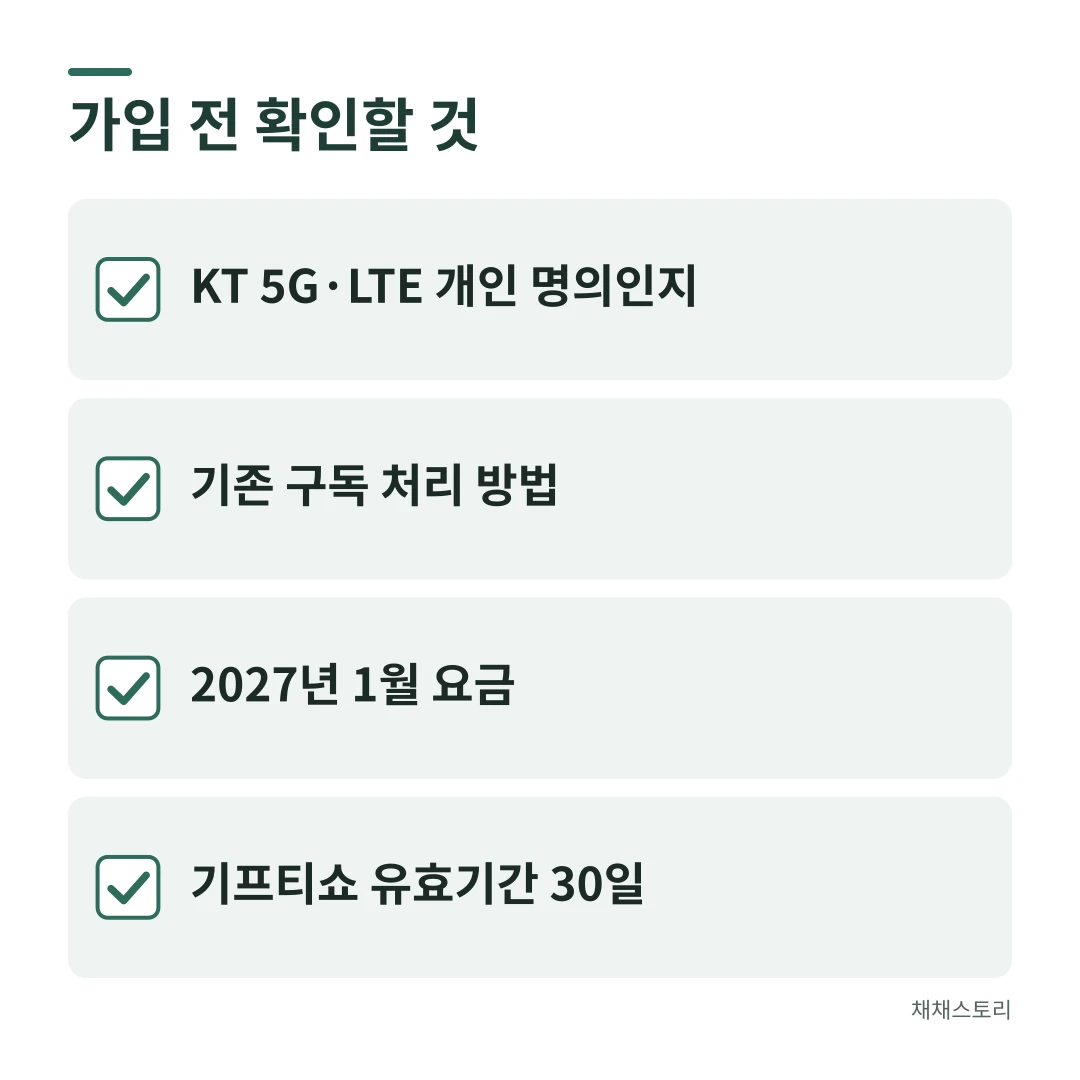 가입 전 확인할 것
KT 5G·LTE 개인 명의인지
기존 구독 처리 방법
2027년 1월 요금
기프티쇼 유효기간 30일
채채스토리